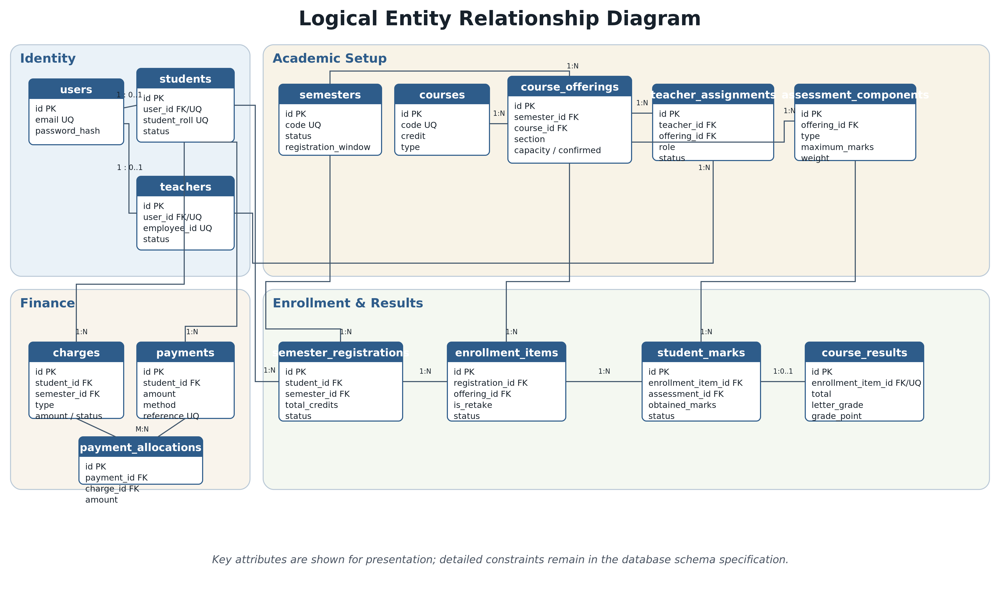 Logical Entity Relationship Diagram
Identity
users
id PK
email UQ
password_hash
1 : 0..1
students
id PK
user_id FK/UQ
student_roll UQ
status
1 : 0..1
teachers
id PK
user_id FK/UQ
employee_id UQ
status
Academic Setup
1:N
semesters
id PK
code UQ
status
registration_window
courses
id PK
code UQ
credit
type
1:N
course_offerings
id PK
semester_id FK
course_id FK
section
capacity / confirmed
1:N
teacher_assignments
id PK
teacher_id FK
offering_id FK
role
status
1:N
1:N
assessment_components
id PK
offering_id FK
type
maximum_marks
weight
Finance
1:N
charges
id PK
student_id FK
semester_id FK
type
amount / status
1:N
payments
id PK
student_id FK
amount
method
reference UQ
M:N
payment_allocations
id PK
payment_id FK
charge_id FK
amount
Enrollment & Results
1:N
1:N
semester_registrations
id PK
student_id FK
semester_id FK
total_credits
status
1:N
1:N
enrollment_items
id PK
registration_id FK
offering_id FK
is_retake
status
1:N
1:N
student_marks
id PK
enrollment_item_id FK
assessment_id FK
obtained_marks
status
1:0..1
course_results
id PK
enrollment_item_id FK/UQ
total
letter_grade
grade_point
Key attributes are shown for presentation; detailed constraints remain in the database schema specification.